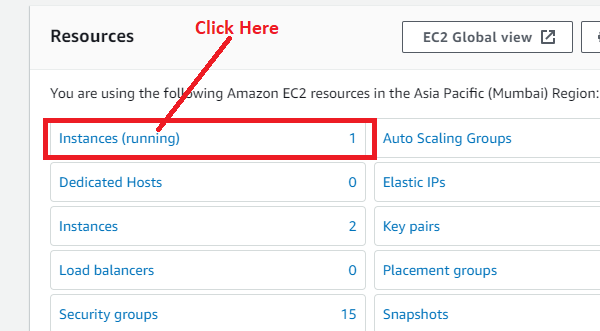 Click Here
Resources
EC2 Global view
You are using the following Amazon EC2 resources in the Asia Pacific (Mumbai) Region:
Instances (running) 1 Auto Scaling Groups
Dedicated Hosts 0 Elastic IPs
Instances 2 Key pairs
Load balancers 0 Placement groups
Security groups 15 Snapshots